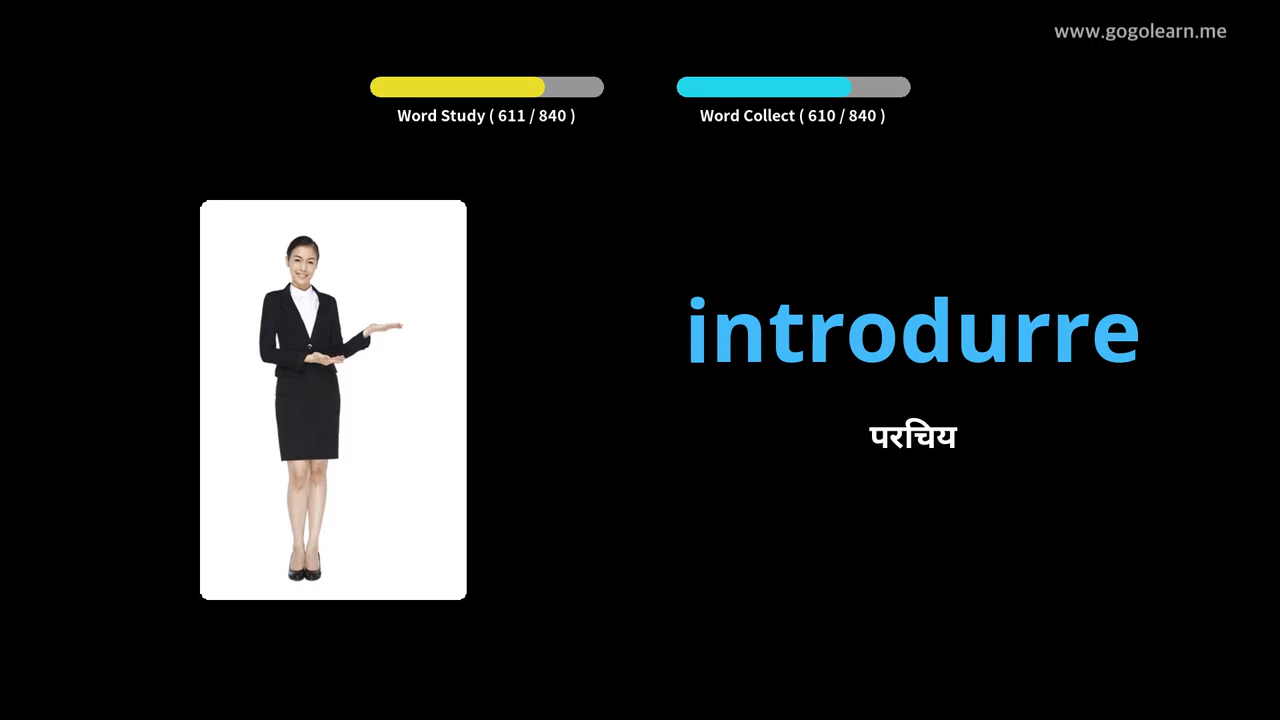 www.gogolearn.me
Word Study ( 611 / 840 )
Word Collect ( 610 / 840 )
introdurre
परिचय